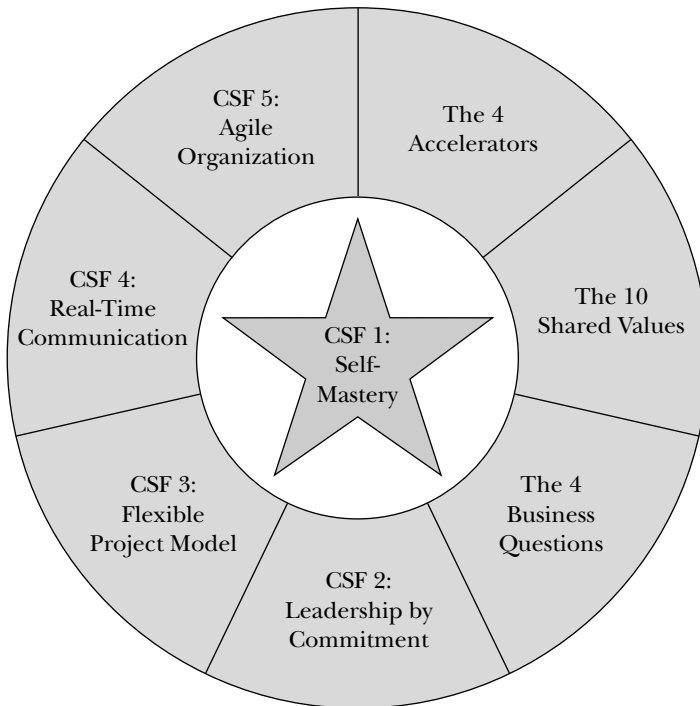 CSF 5:
Agile
Organization
The 4
Accelerators
CSF 4:
Real-Time
Communication
The 10
Shared Values
CSF 1:
Self-
Mastery
CSF 3:
Flexible
Project Model
The 4
Business
Questions
CSF 2:
Leadership by
Commitment